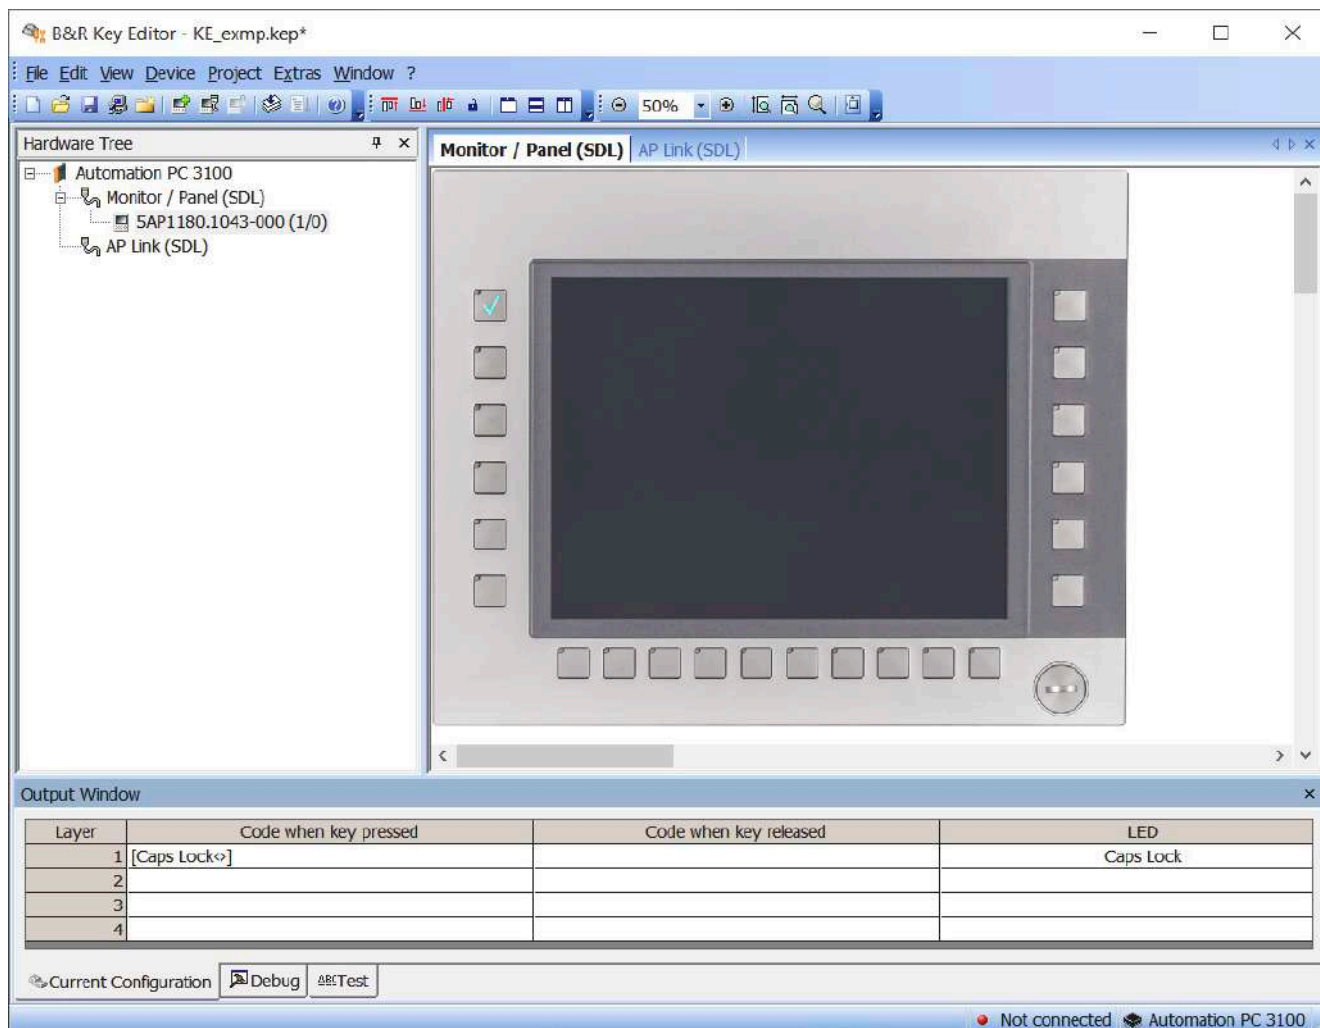 B&R Key Editor - KE_exmp.kep*
File Edit View Device Project Extras Window ?
50%
Hardware Tree
Automation PC 3100
Monitor / Panel (SDL)
5AP1180.1043-000 (1/0)
AP Link (SDL)
Monitor / Panel (SDL) AP Link (SDL)
Output Window
Layer Code when key pressed Code when key released LED
1 [Caps Lock<>] Caps Lock
2
3
4
Current Configuration Debug ABC Test
Not connected Automation PC 3100